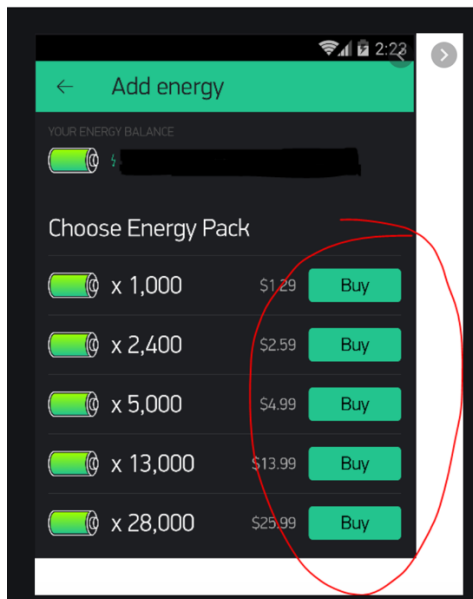 2:23
Add energy
YOUR ENERGY BALANCE
Choose Energy Pack
x 1,000 $1.29 Buy
x 2,400 $2.59 Buy
x 5,000 $4.99 Buy
x 13,000 $13.99 Buy
x 28,000 $25.99 Buy